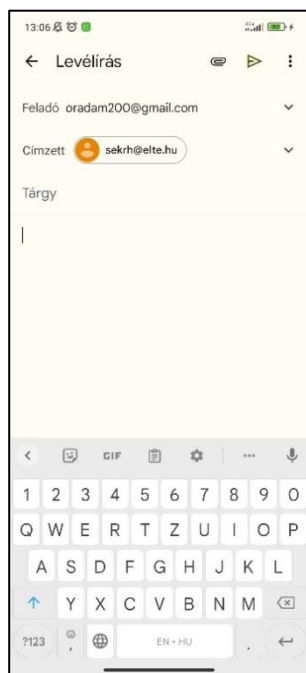 13:06
Levélírás
Feladó oradam200@gmail.com
Címzett sekrh@elte.hu
Tárgy
GIF
1 2 3 4 5 6 7 8 9 0
Q W E R T Z U I O P
A S D F G H J K L
Y X C V B N M
?123 , EN • HU .